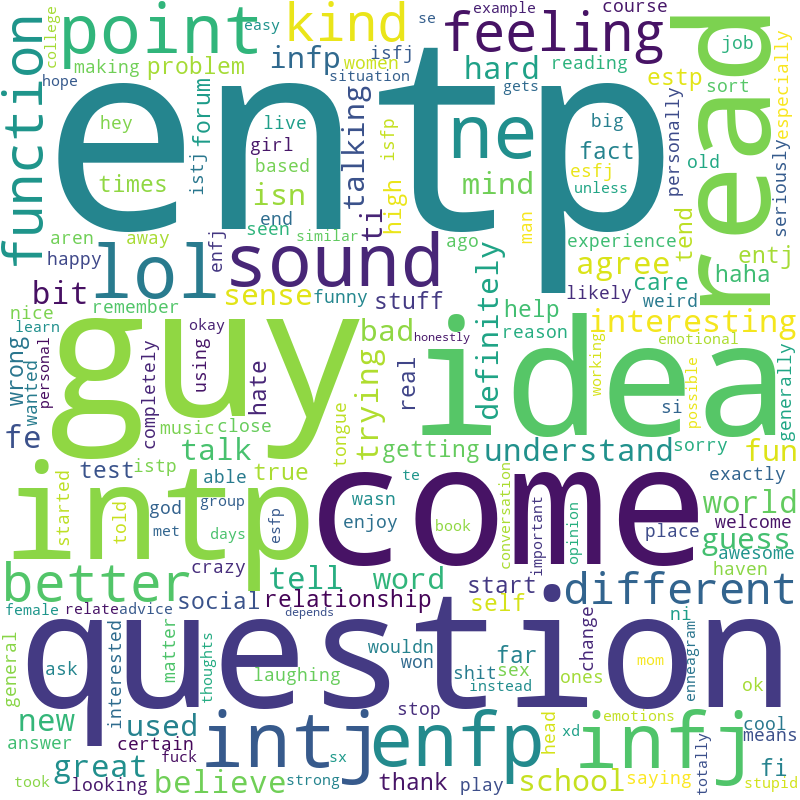 example
course
college
easy
se
point
kind
feeling
read
job
making
problem
infp
women
isfj
hard
reading
estp
sort
hope
situation
gets
personally
especially
function
entp
ne
hey
istj
forum
live
girl
talking
isfp
big
fact
esfj
unless
old
seriously
times
based
isn
ti
high
mind
tend
aren
away
end
seen
similar
enfj
ago
man
experience
entj
happy
lol
sound
agree
care
haha
bit
sense
funny
stuff
help
likely
weird
nice
remember
definitely
interesting
learn
okay
bad
honestly
reason
emotional
wrong
wanted
personal
guy
idea
completely
using
hate
trying
real
working
possible
generally
music
close
si
fe
talk
tongue
getting
understand
sorry
fun
test
istp
able
true
te
exactly
intp
come
started
told
god
met
group
days
esfp
wasn
enjoy
book
conversation
important
opinion
place
world
welcome
guess
awesome
crazy
haven
better
tell
word
start
different
female
relate
advice
social
relationship
self
ni
depends
question
general
ask
interested
matter
thoughts
laughing
wouldn
won
far
shit
sex
instead
change
ones
mom
enneagram
ok
stop
new
used
intj
enfp
head
xd
emotions
infj
cool
means
answer
certain
fuck
sx
totally
great
believe
thank
school
saying
fi
took
looking
strong
play
stupid